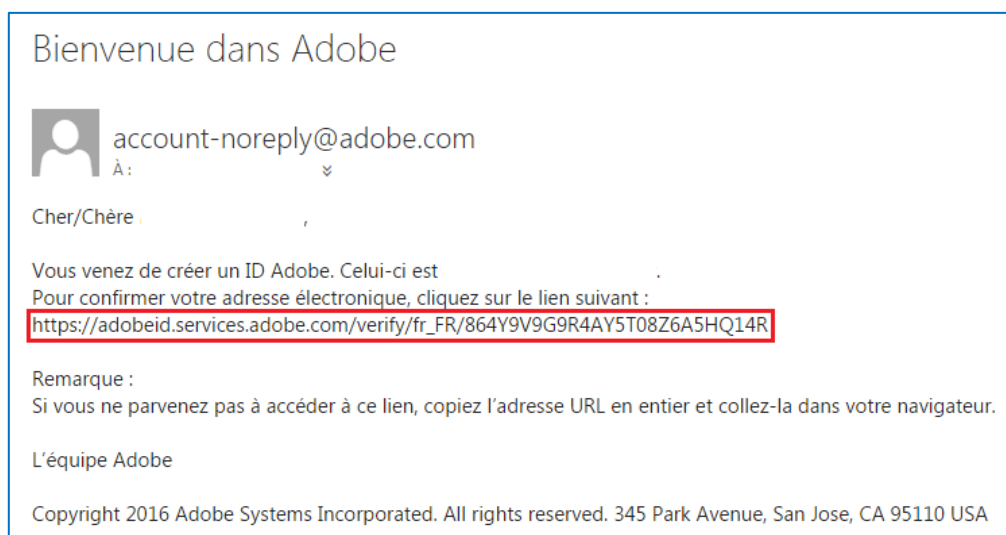 Bienvenue dans Adobe
account-noreply@adobe.com
À :
Cher/Chère ,
Vous venez de créer un ID Adobe. Celui-ci est .
Pour confirmer votre adresse électronique, cliquez sur le lien suivant :
https://adobeid.services.adobe.com/verify/fr_FR/864Y9V9G9R4AY5T08Z6A5HQ14R
Remarque :
Si vous ne parvenez pas à accéder à ce lien, copiez l'adresse URL en entier et collez-la dans votre navigateur.
L'équipe Adobe
Copyright 2016 Adobe Systems Incorporated. All rights reserved. 345 Park Avenue, San Jose, CA 95110 USA